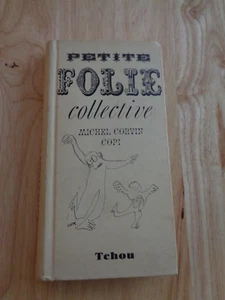 PETITE
FOLIE
collective
MICHEL CORVIN
COPI
Tchou